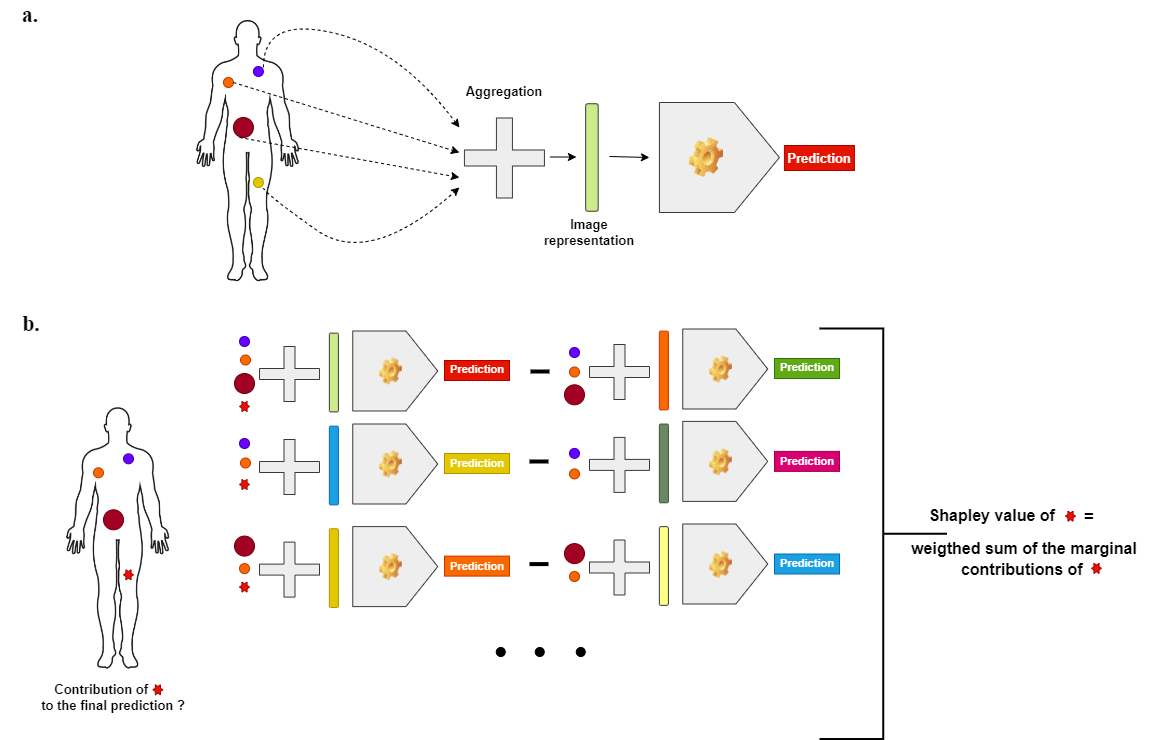 a.
Aggregation
Prediction
Image
representation
b.
Prediction
Prediction
Prediction
Prediction
Prediction
Prediction
Shapley value of =
weigthed sum of the marginal
contributions of
Contribution of
to the final prediction ?